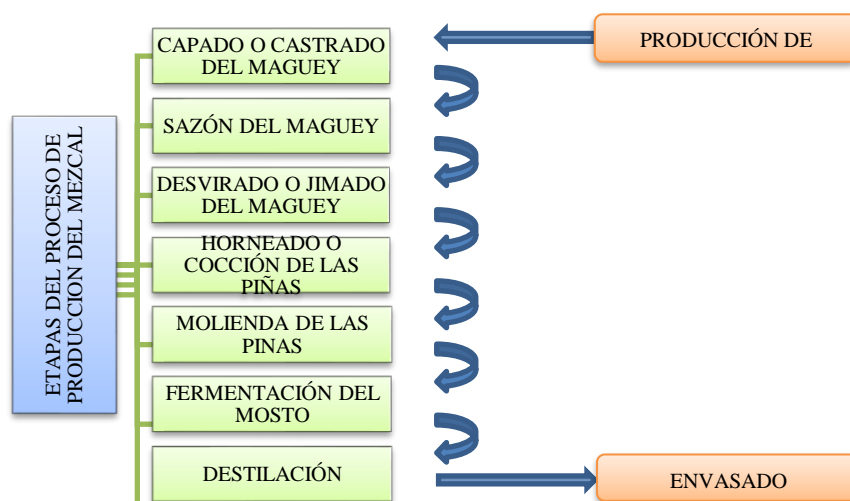 CAPADO O CASTRADO
DEL MAGUEY
PRODUCCIÓN DE
SAZÓN DEL MAGUEY
DESVIRADO O JIMADO
DEL MAGUEY
ETAPAS DEL PROCESO DE
PRODUCCION DEL MEZCAL
HORNEADO O
COCCIÓN DE LAS
PIÑAS
MOLIENDA DE LAS
PINAS
FERMENTACIÓN DEL
MOSTO
DESTILACIÓN
ENVASADO